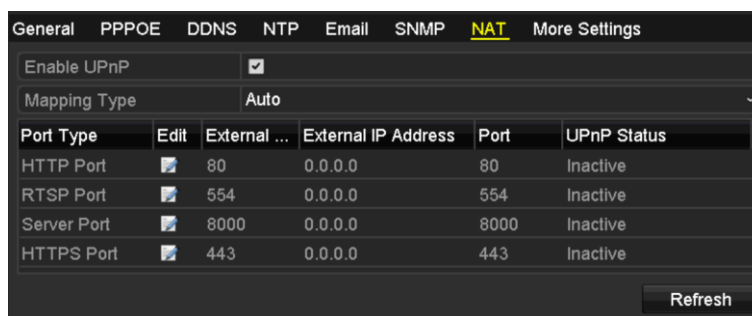 General PPPOE DDNS NTP Email SNMP NAT More Settings
Enable UPnP
Mapping Type Auto
Port Type Edit External ... External IP Address Port UPnP Status
HTTP Port 80 0.0.0.0 80 Inactive
RTSP Port 554 0.0.0.0 554 Inactive
Server Port 8000 0.0.0.0 8000 Inactive
HTTPS Port 443 0.0.0.0 443 Inactive
Refresh